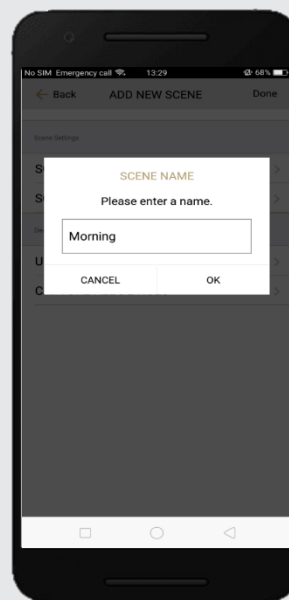 No SIM Emergency call 13:29 68%
Back ADD NEW SCENE Done
Scene Settings
S
SCENE NAME
Please enter a name.
S
Morning
U
CANCEL OK
C